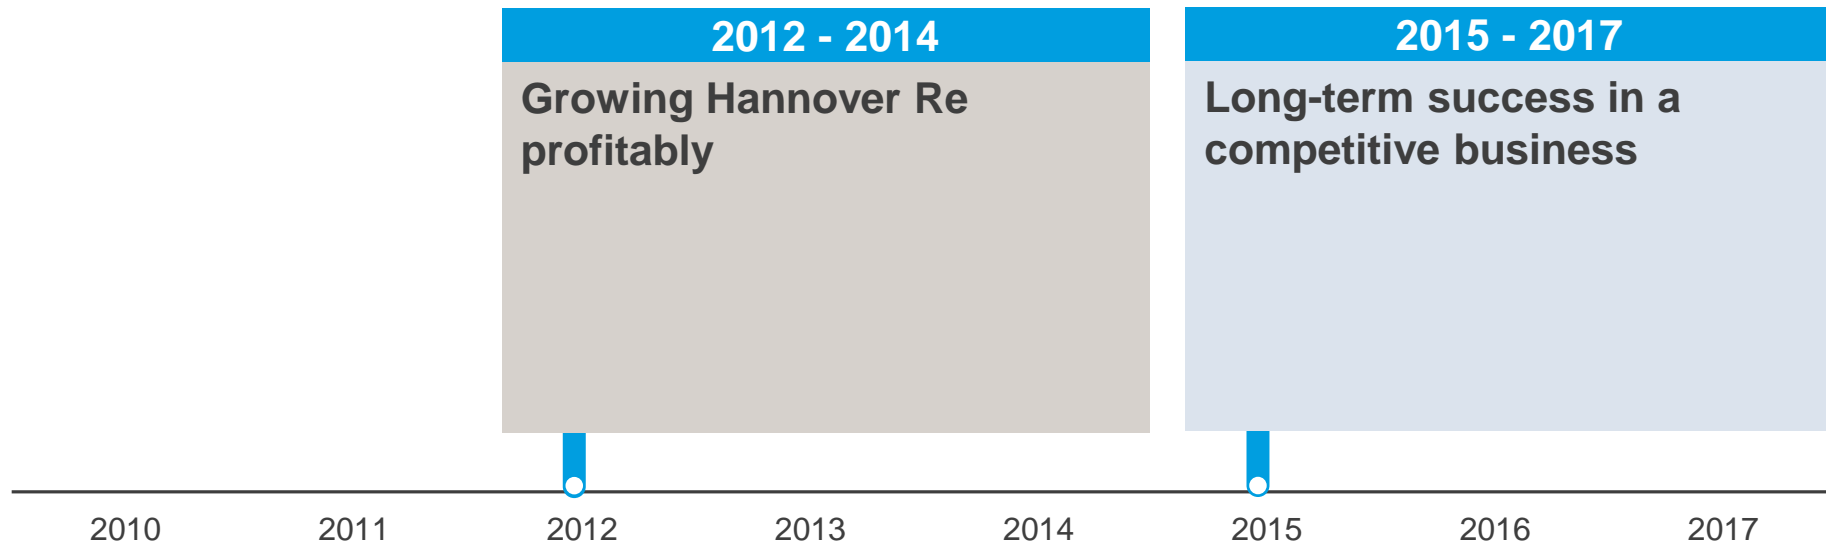 2012 - 2014
Growing Hannover Re
profitably
2015 - 2017
Long-term success in a
competitive business
2010 2011 2012 2013 2014 2015 2016 2017